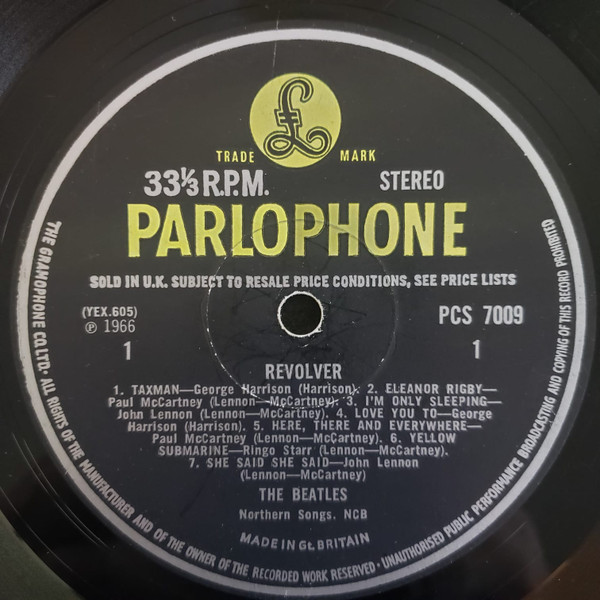 £
TRADE MARK
33⅓ R.P.M. STEREO
PARLOPHONE
SOLD IN U.K. SUBJECT TO RESALE PRICE CONDITIONS, SEE PRICE LISTS
(YEX.605) PCS 7009
℗ 1966
1 1
REVOLVER
1. TAXMAN—George Harrison (Harrison). 2. ELEANOR RIGBY—
Paul McCartney (Lennon—McCartney). 3. I'M ONLY SLEEPING—
John Lennon (Lennon—McCartney). 4. LOVE YOU TO—George
Harrison (Harrison). 5. HERE, THERE AND EVERYWHERE—
Paul McCartney (Lennon—McCartney). 6. YELLOW
SUBMARINE—Ringo Starr (Lennon—McCartney).
7. SHE SAID SHE SAID—John Lennon
(Lennon—McCartney)
THE BEATLES
Northern Songs. NCB
MADE IN Gt. BRITAIN
THE GRAMOPHONE CO. LTD. ALL RIGHTS OF THE MANUFACTURER AND OF THE OWNER OF THE RECORDED WORK RESERVED · UNAUTHORISED PUBLIC PERFORMANCE BROADCASTING AND COPYING OF THIS RECORD PROHIBITED